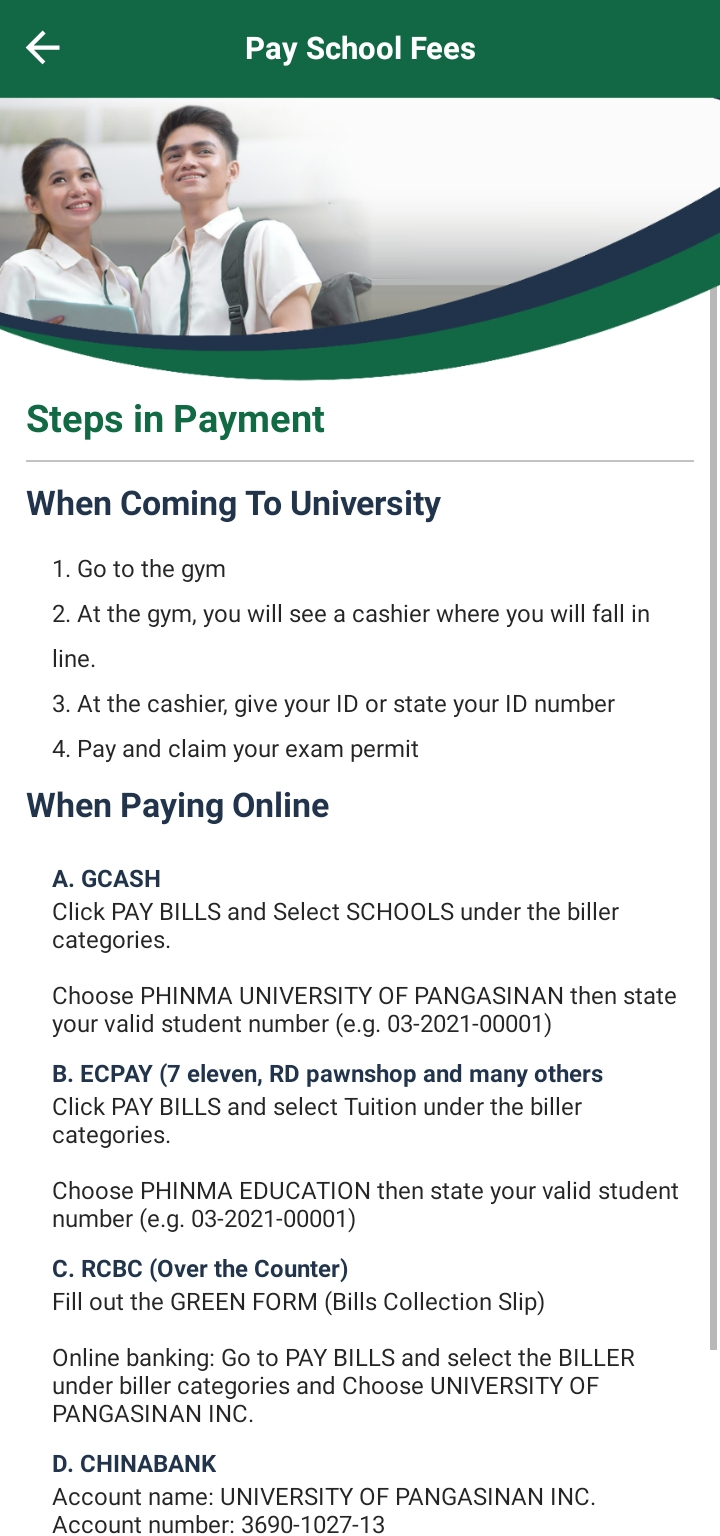 Pay School Fees
Steps in Payment
When Coming To University
1. Go to the gym
2. At the gym, you will see a cashier where you will fall in
line.
3. At the cashier, give your ID or state your ID number
4. Pay and claim your exam permit
When Paying Online
A. GCASH
Click PAY BILLS and Select SCHOOLS under the biller
categories.
Choose PHINMA UNIVERSITY OF PANGASINAN then state
your valid student number (e.g. 03-2021-00001)
B. ECPAY (7 eleven, RD pawnshop and many others
Click PAY BILLS and select Tuition under the biller
categories.
Choose PHINMA EDUCATION then state your valid student
number (e.g. 03-2021-00001)
C. RCBC (Over the Counter)
Fill out the GREEN FORM (Bills Collection Slip)
Online banking: Go to PAY BILLS and select the BILLER
under biller categories and Choose UNIVERSITY OF
PANGASINAN INC.
D. CHINABANK
Account name: UNIVERSITY OF PANGASINAN INC.
Account number: 3690-1027-13